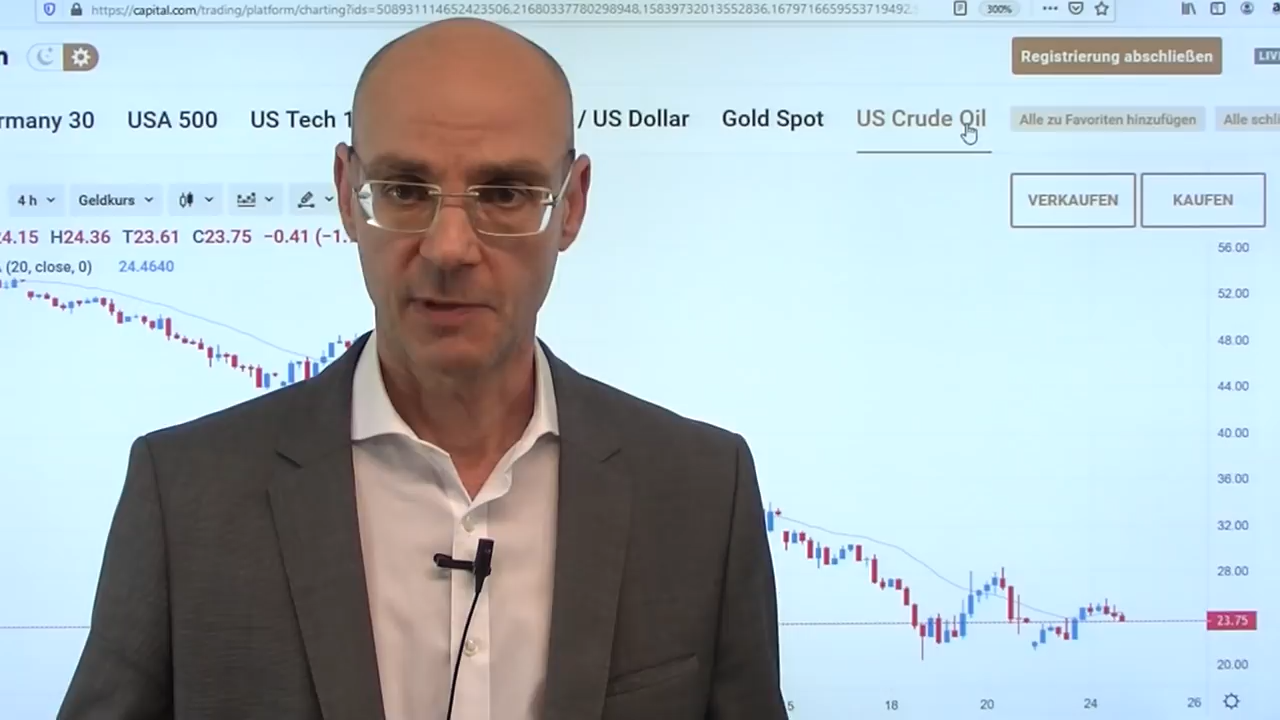 https://capital.com/trading/platform/charting?ids=508931114652423506,21680337780298948,15839732013552836,16797166595537194​92,
300%
Registrierung abschließen
LIV
rmany 30
USA 500
US Tech 1
/ US Dollar
Gold Spot
US Crude Oil
Alle zu Favoriten hinzufügen
Alle schli
4 h
Geldkurs
VERKAUFEN
KAUFEN
4.15 H24.36 T23.61 C23.75 −0.41 (−1.
(20, close, 0) 24.4640
56.00
52.00
48.00
44.00
40.00
36.00
32.00
28.00
23.75
20.00
5
18
20
24
26